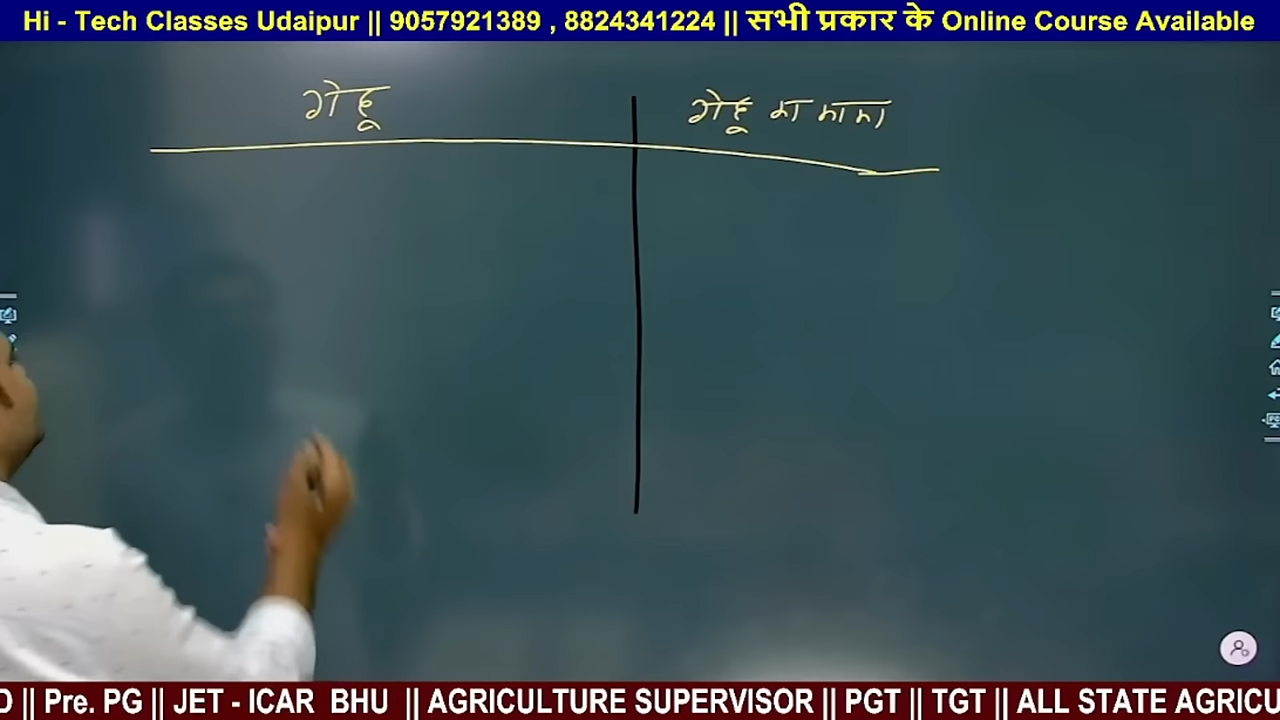 Hi - Tech Classes Udaipur || 9057921389 , 8824341224 || सभी प्रकार के Online Course Available
गेहू
गेहू का मामा
O || Pre. PG || JET - ICAR BHU || AGRICULTURE SUPERVISOR || PGT || TGT || ALL STATE AGRICU